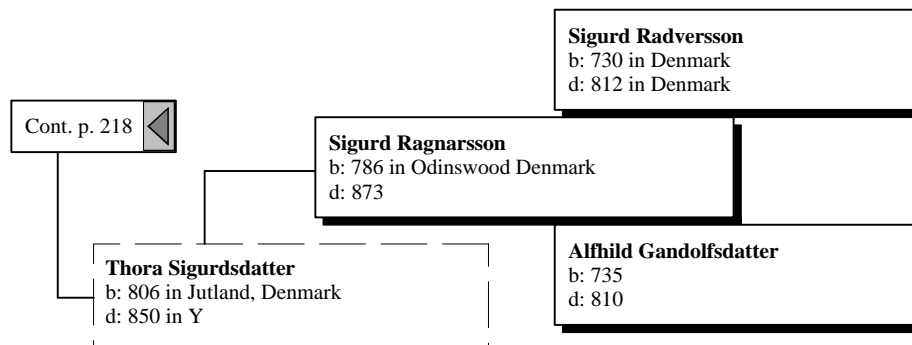 Sigurd Radversson
b: 730 in Denmark
d: 812 in Denmark
Cont. p. 218
Sigurd Ragnarsson
b: 786 in Odinswood Denmark
d: 873
Alfhild Gandolfsdatter
b: 735
d: 810
Thora Sigurdsdatter
b: 806 in Jutland, Denmark
d: 850 in Y